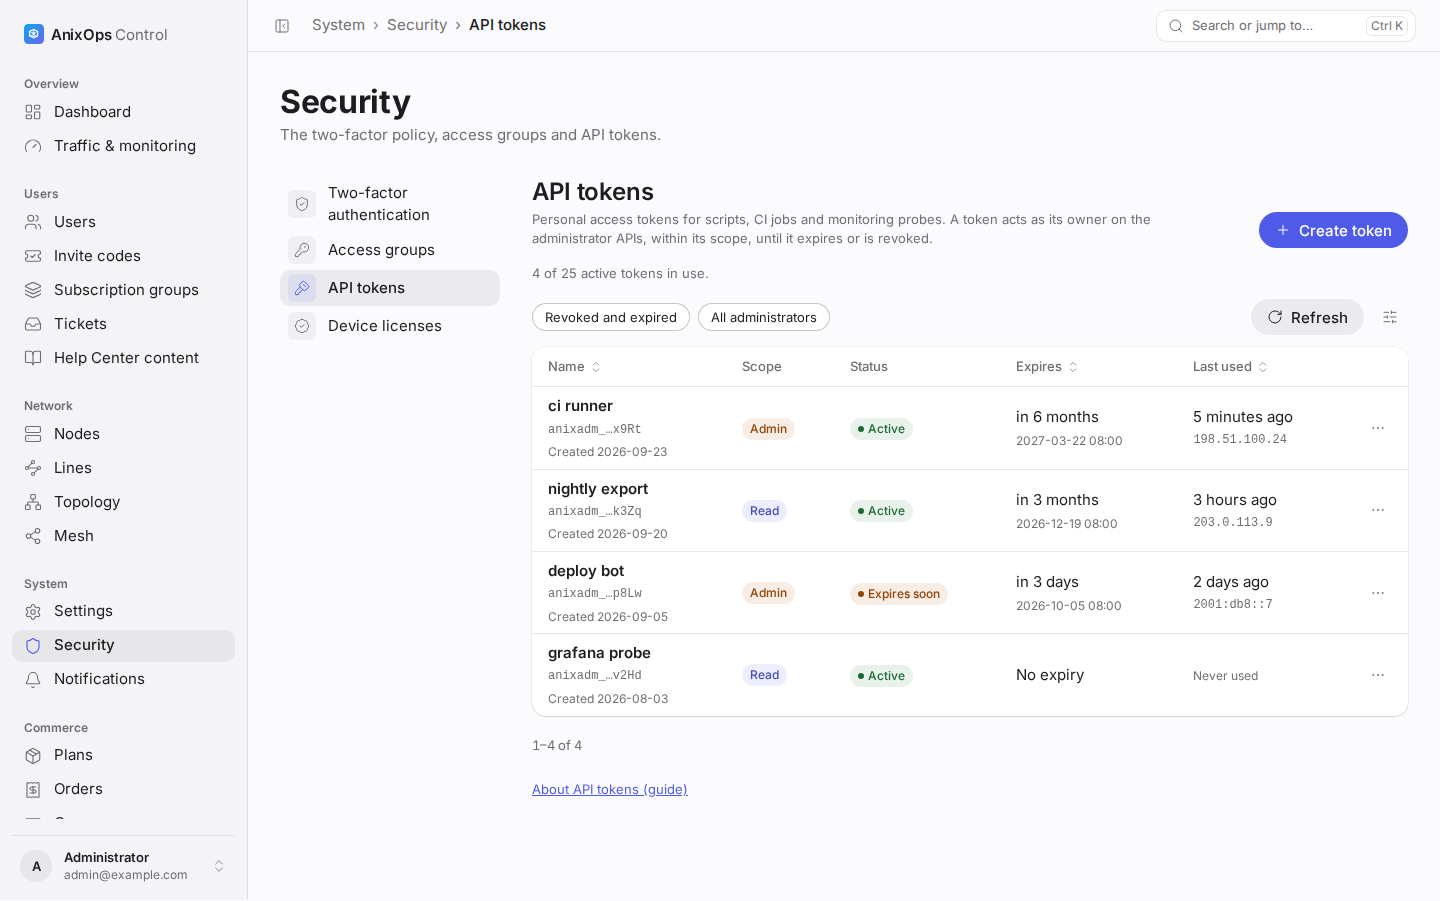 AnixOps Control
Overview
Dashboard
Traffic & monitoring
Users
Users
Invite codes
Subscription groups
Tickets
Help Center content
Network
Nodes
Lines
Topology
Mesh
System
Settings
Security
Notifications
Commerce
Plans
Orders
A
Administrator
admin@example.com
System › Security › API tokens
Search or jump to...
Ctrl K
Security
The two-factor policy, access groups and API tokens.
Two-factor
authentication
Access groups
API tokens
Device licenses
API tokens
Personal access tokens for scripts, CI jobs and monitoring probes. A token acts as its owner on the
administrator APIs, within its scope, until it expires or is revoked.
Create token
4 of 25 active tokens in use.
Revoked and expired
All administrators
Refresh
Name Scope Status Expires Last used
ci runner
anixadm_…x9Rt
Created 2026-09-23
Admin
Active
in 6 months
2027-03-22 08:00
5 minutes ago
198.51.100.24
nightly export
anixadm_…k3Zq
Created 2026-09-20
Read
Active
in 3 months
2026-12-19 08:00
3 hours ago
203.0.113.9
deploy bot
anixadm_…p8Lw
Created 2026-09-05
Admin
Expires soon
in 3 days
2026-10-05 08:00
2 days ago
2001:db8::7
grafana probe
anixadm_…v2Hd
Created 2026-08-03
Read
Active
No expiry
Never used
1–4 of 4
About API tokens (guide)